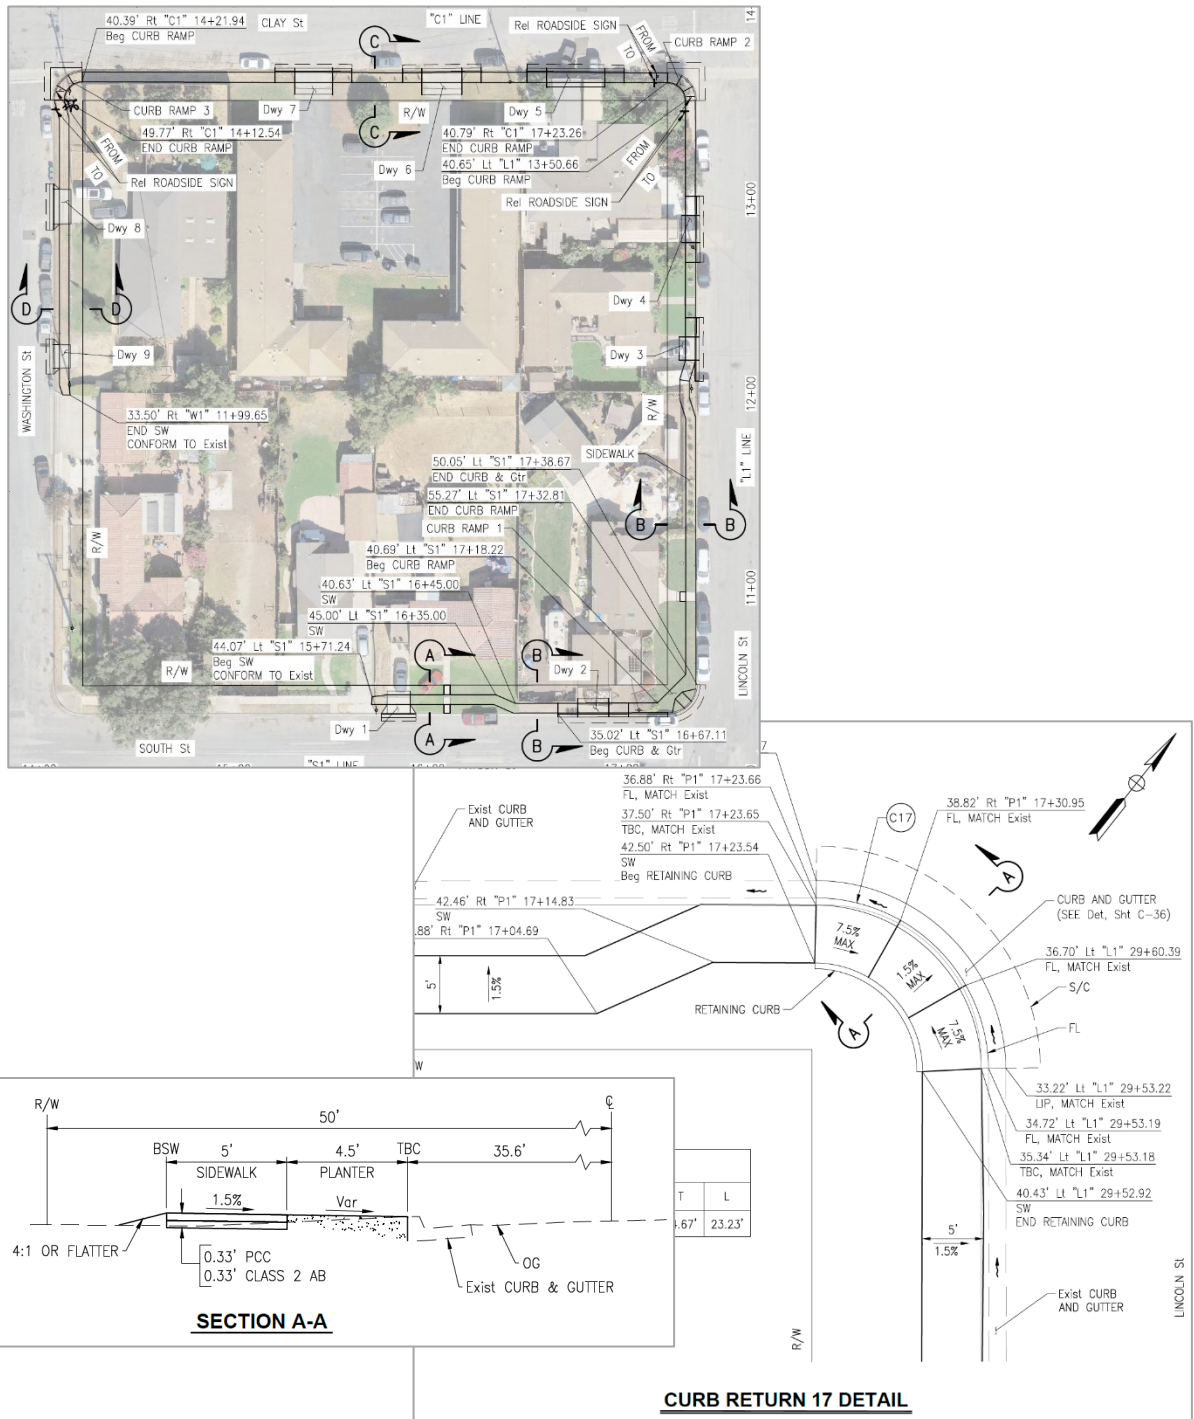 40.39' Rt "C1" 14+21.94
Beg CURB RAMP
CLAY St
"C1" LINE
Rel ROADSIDE SIGN
FROM
TO
CURB RAMP 2
14+
C
CURB RAMP 3
Dwy 7
R/W
Dwy 5
49.77' Rt "C1" 14+12.54
END CURB RAMP
C
40.79' Rt "C1" 17+23.26
END CURB RAMP
40.65' Lt "L1" 13+50.66
Beg CURB RAMP
FROM
TO
Rel ROADSIDE SIGN
Dwy 6
FROM
TO
Rel ROADSIDE SIGN
13+00
Dwy 8
D
D
Dwy 4
Dwy 9
Dwy 3
WASHINGTON St
12+00
33.50' Rt "W1" 11+99.65
END SW
CONFORM TO Exist
R/W
SIDEWALK
"L1" LINE
50.05' Lt "S1" 17+38.67
END CURB & Gtr
55.27' Lt "S1" 17+32.81
END CURB RAMP
CURB RAMP 1
B
B
R/W
40.69' Lt "S1" 17+18.22
Beg CURB RAMP
40.63' Lt "S1" 16+45.00
SW
45.00' Lt "S1" 16+35.00
SW
11+00
44.07' Lt "S1" 15+71.24
Beg SW
CONFORM TO Exist
R/W
A
B
Dwy 2
LINCOLN St
Dwy 1
A
B
35.02' Lt "S1" 16+67.11
Beg CURB & Gtr
SOUTH St
"S1" LINE
36.88' Rt "P1" 17+23.66
FL, MATCH Exist
37.50' Rt "P1" 17+23.65
TBC, MATCH Exist
42.50' Rt "P1" 17+23.54
SW
Beg RETAINING CURB
Exist CURB
AND GUTTER
C17
38.82' Rt "P1" 17+30.95
FL, MATCH Exist
A
CURB AND GUTTER
(SEE Det, Sht C-36)
42.46' Rt "P1" 17+14.83
SW
.88' Rt "P1" 17+04.69
7.5%
MAX
1.5%
MAX
7.5%
MAX
36.70' Lt "L1" 29+60.39
FL, MATCH Exist
S/C
5'
1.5%
RETAINING CURB
A
FL
33.22' Lt "L1" 29+53.22
LIP, MATCH Exist
34.72' Lt "L1" 29+53.19
FL, MATCH Exist
35.34' Lt "L1" 29+53.18
TBC, MATCH Exist
40.43' Lt "L1" 29+52.92
SW
END RETAINING CURB
5'
1.5%
Exist CURB
AND GUTTER
LINCOLN St
R/W
T L
.67' 23.23'
CURB RETURN 17 DETAIL
R/W
℄
50'
BSW 5' 4.5' TBC 35.6'
SIDEWALK PLANTER
1.5% Var
4:1 OR FLATTER
0.33' PCC
0.33' CLASS 2 AB
OG
Exist CURB & GUTTER
SECTION A-A